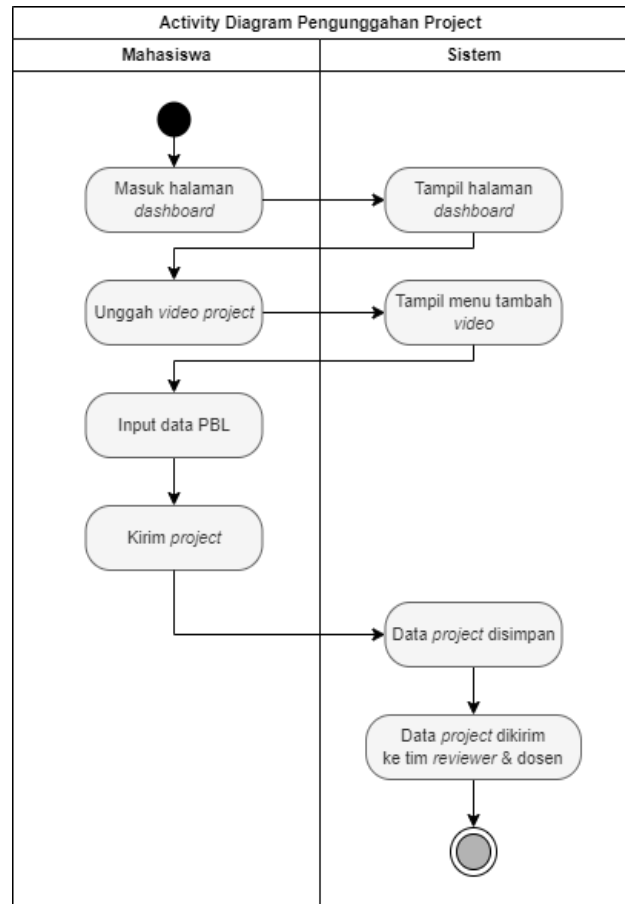 Activity Diagram Pengunggahan Project
Mahasiswa
Sistem
Masuk halaman
dashboard
Tampil halaman
dashboard
Unggah video project
Tampil menu tambah
video
Input data PBL
Kirim project
Data project disimpan
Data project dikirim
ke tim reviewer & dosen